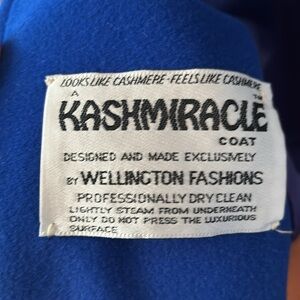 LOOKS LIKE CASHMERE - FEELS LIKE CASHMERE
A
KASHMIRACLE
COAT
DESIGNED AND MADE EXCLUSIVELY
BY WELLINGTON FASHIONS
PROFESSIONALLY DRY CLEAN
LIGHTLY STEAM FROM UNDERNEATH
ONLY DO NOT PRESS THE LUXURIOUS
SURFACE